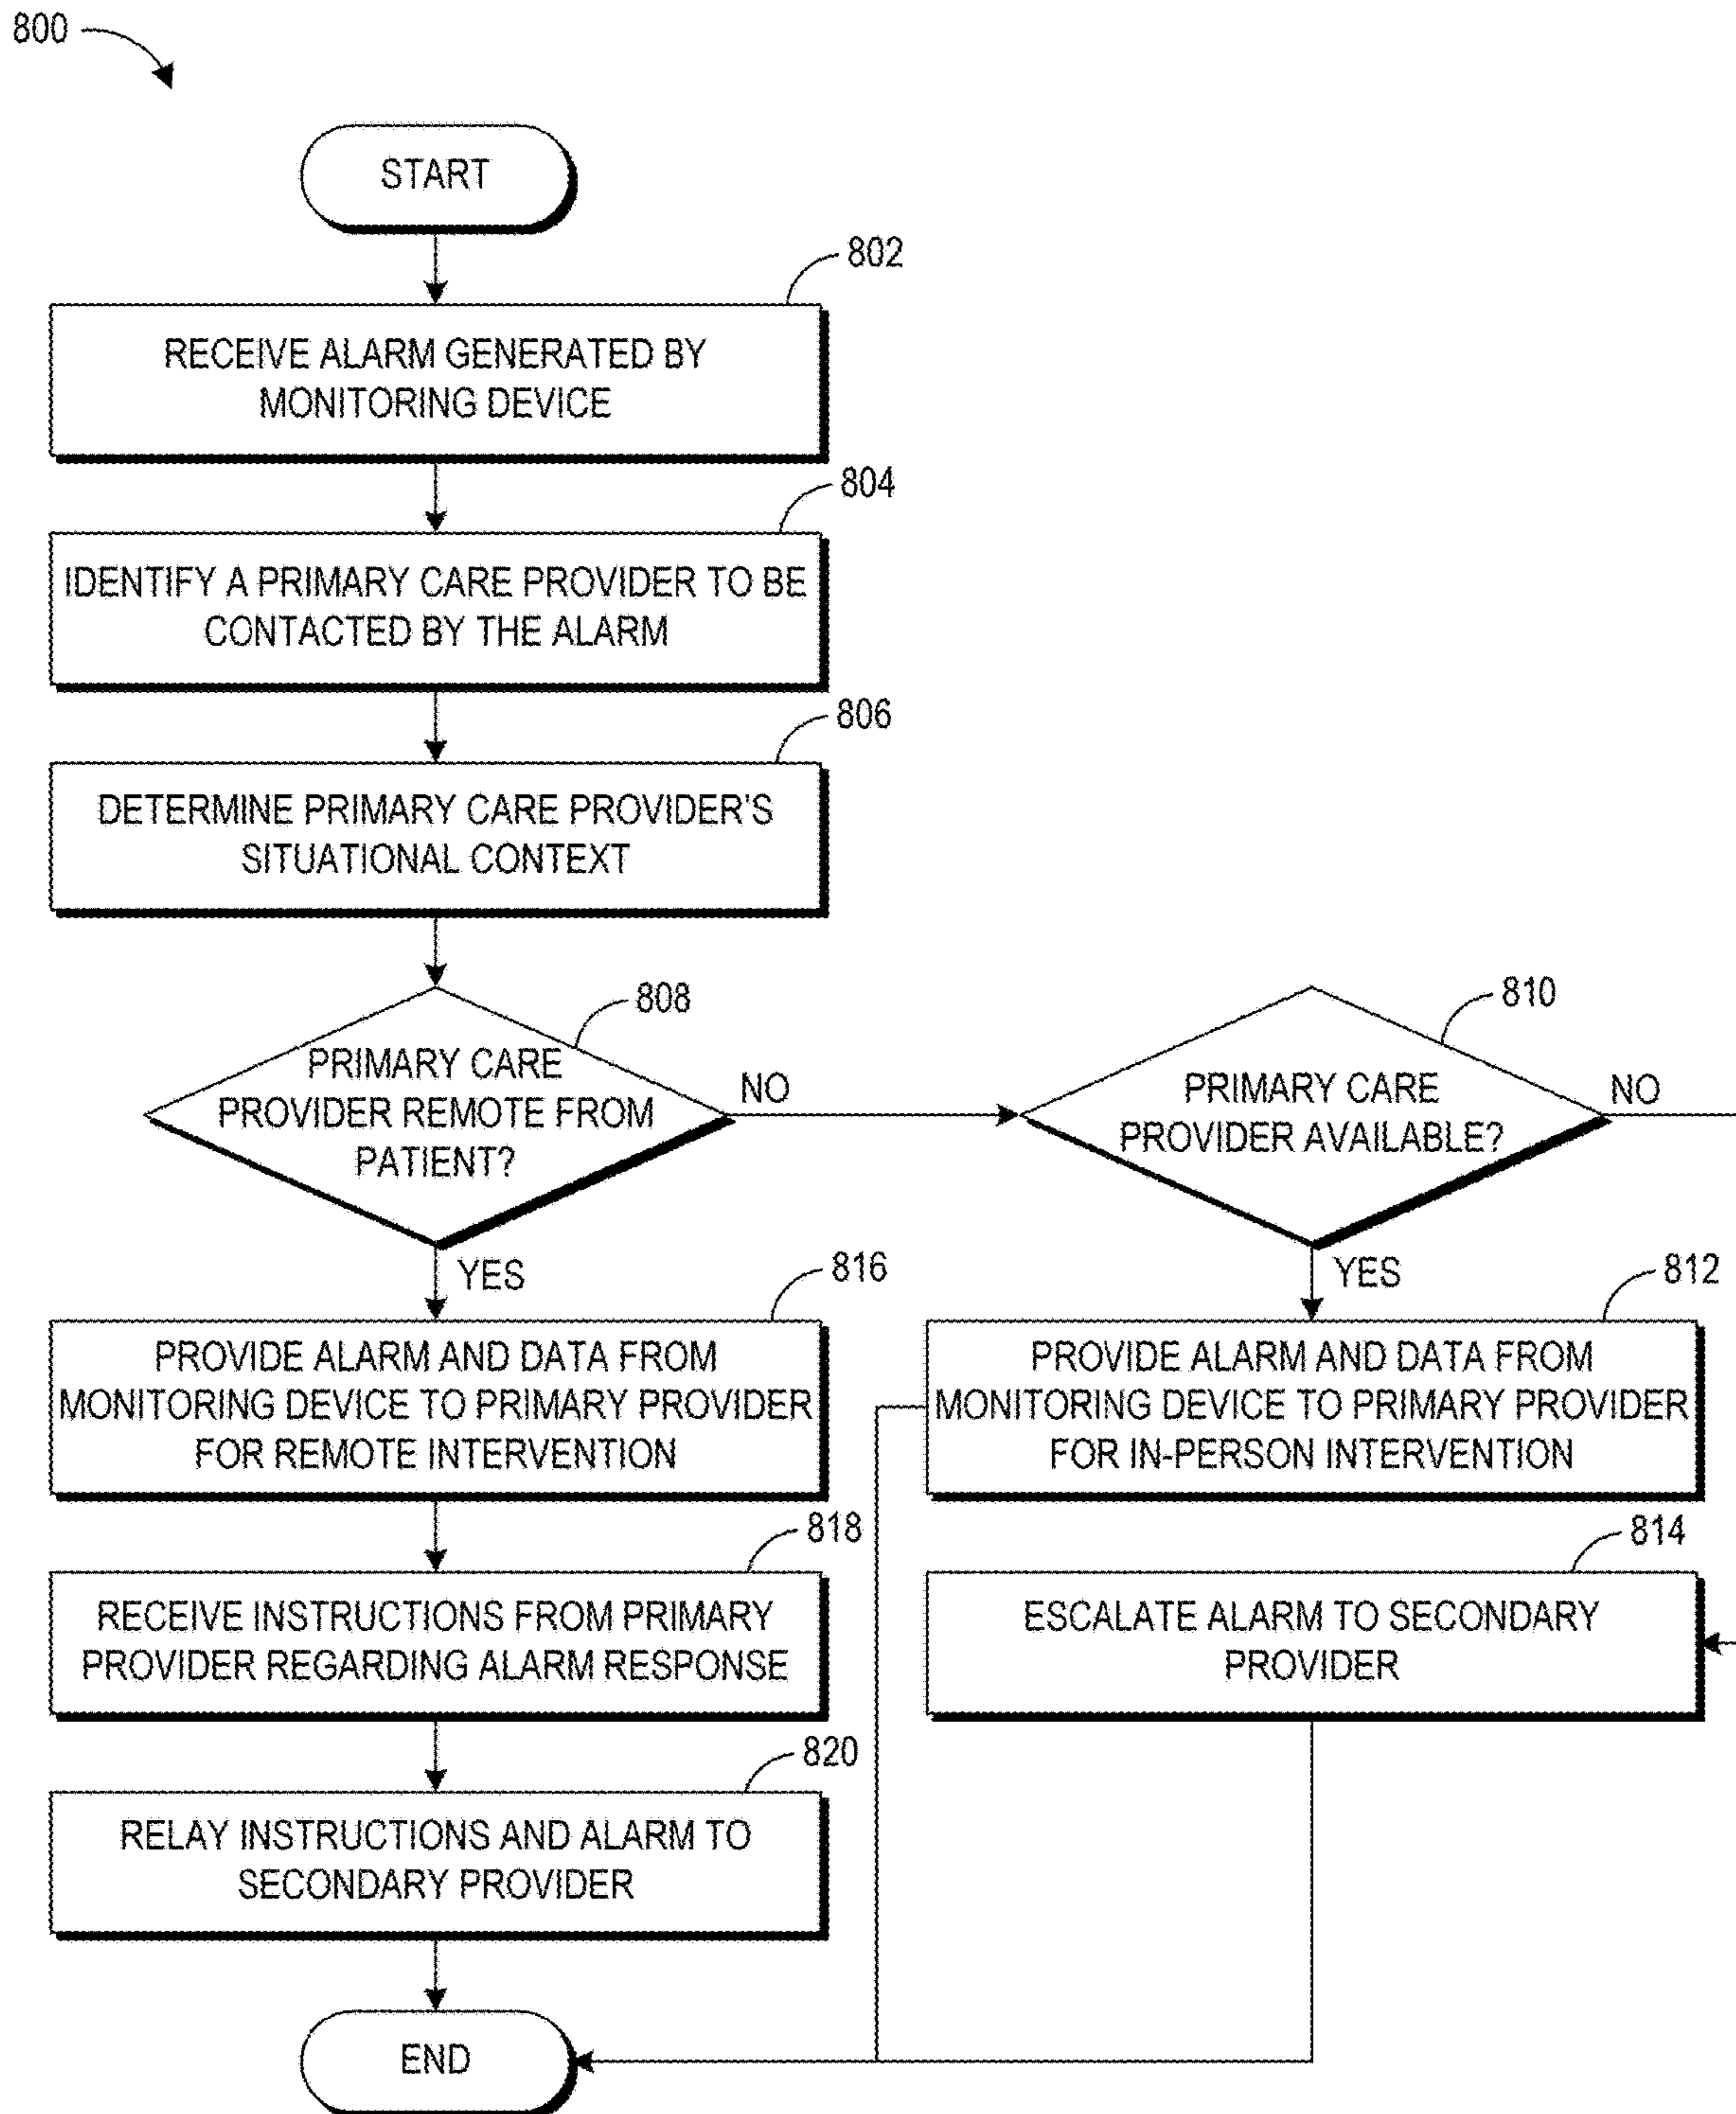 800
START
802
RECEIVE ALARM GENERATED BY
MONITORING DEVICE
804
IDENTIFY A PRIMARY CARE PROVIDER TO BE
CONTACTED BY THE ALARM
806
DETERMINE PRIMARY CARE PROVIDER'S
SITUATIONAL CONTEXT
808
PRIMARY CARE
PROVIDER REMOTE FROM
PATIENT?
NO
810
PRIMARY CARE
PROVIDER AVAILABLE?
NO
YES
816
PROVIDE ALARM AND DATA FROM
MONITORING DEVICE TO PRIMARY PROVIDER
FOR REMOTE INTERVENTION
YES
812
PROVIDE ALARM AND DATA FROM
MONITORING DEVICE TO PRIMARY PROVIDER
FOR IN-PERSON INTERVENTION
818
RECEIVE INSTRUCTIONS FROM PRIMARY
PROVIDER REGARDING ALARM RESPONSE
814
ESCALATE ALARM TO SECONDARY
PROVIDER
820
RELAY INSTRUCTIONS AND ALARM TO
SECONDARY PROVIDER
END